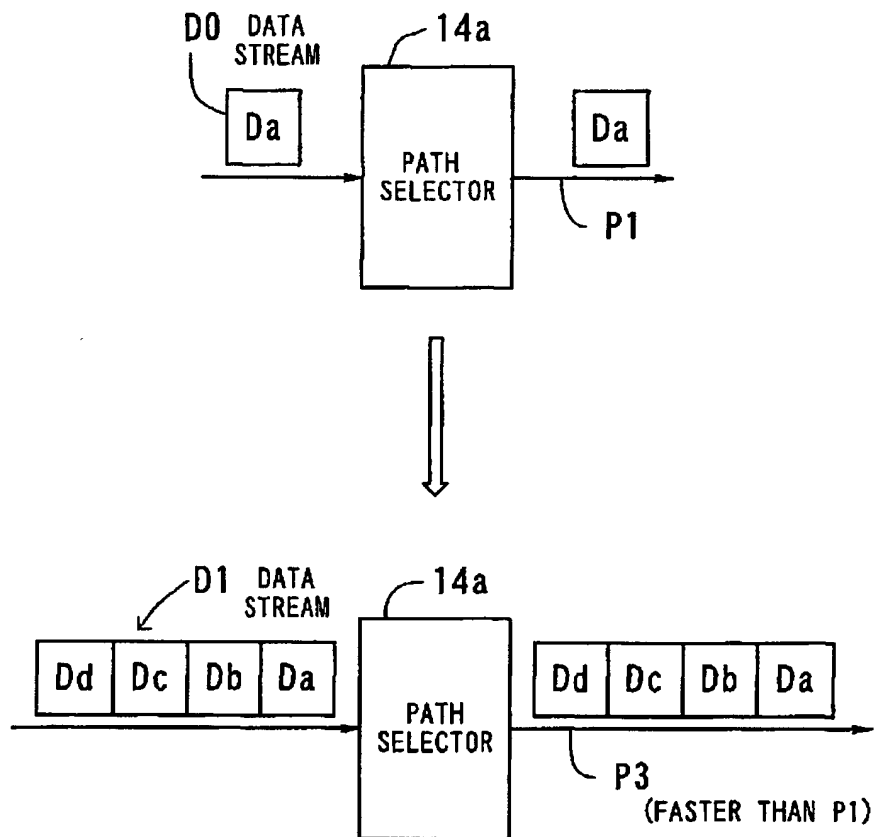 D0 DATA
STREAM
14a
Da
Da
PATH
SELECTOR
P1
D1 DATA
STREAM
14a
Dd Dc Db Da
Dd Dc Db Da
PATH
SELECTOR
P3
(FASTER THAN P1)